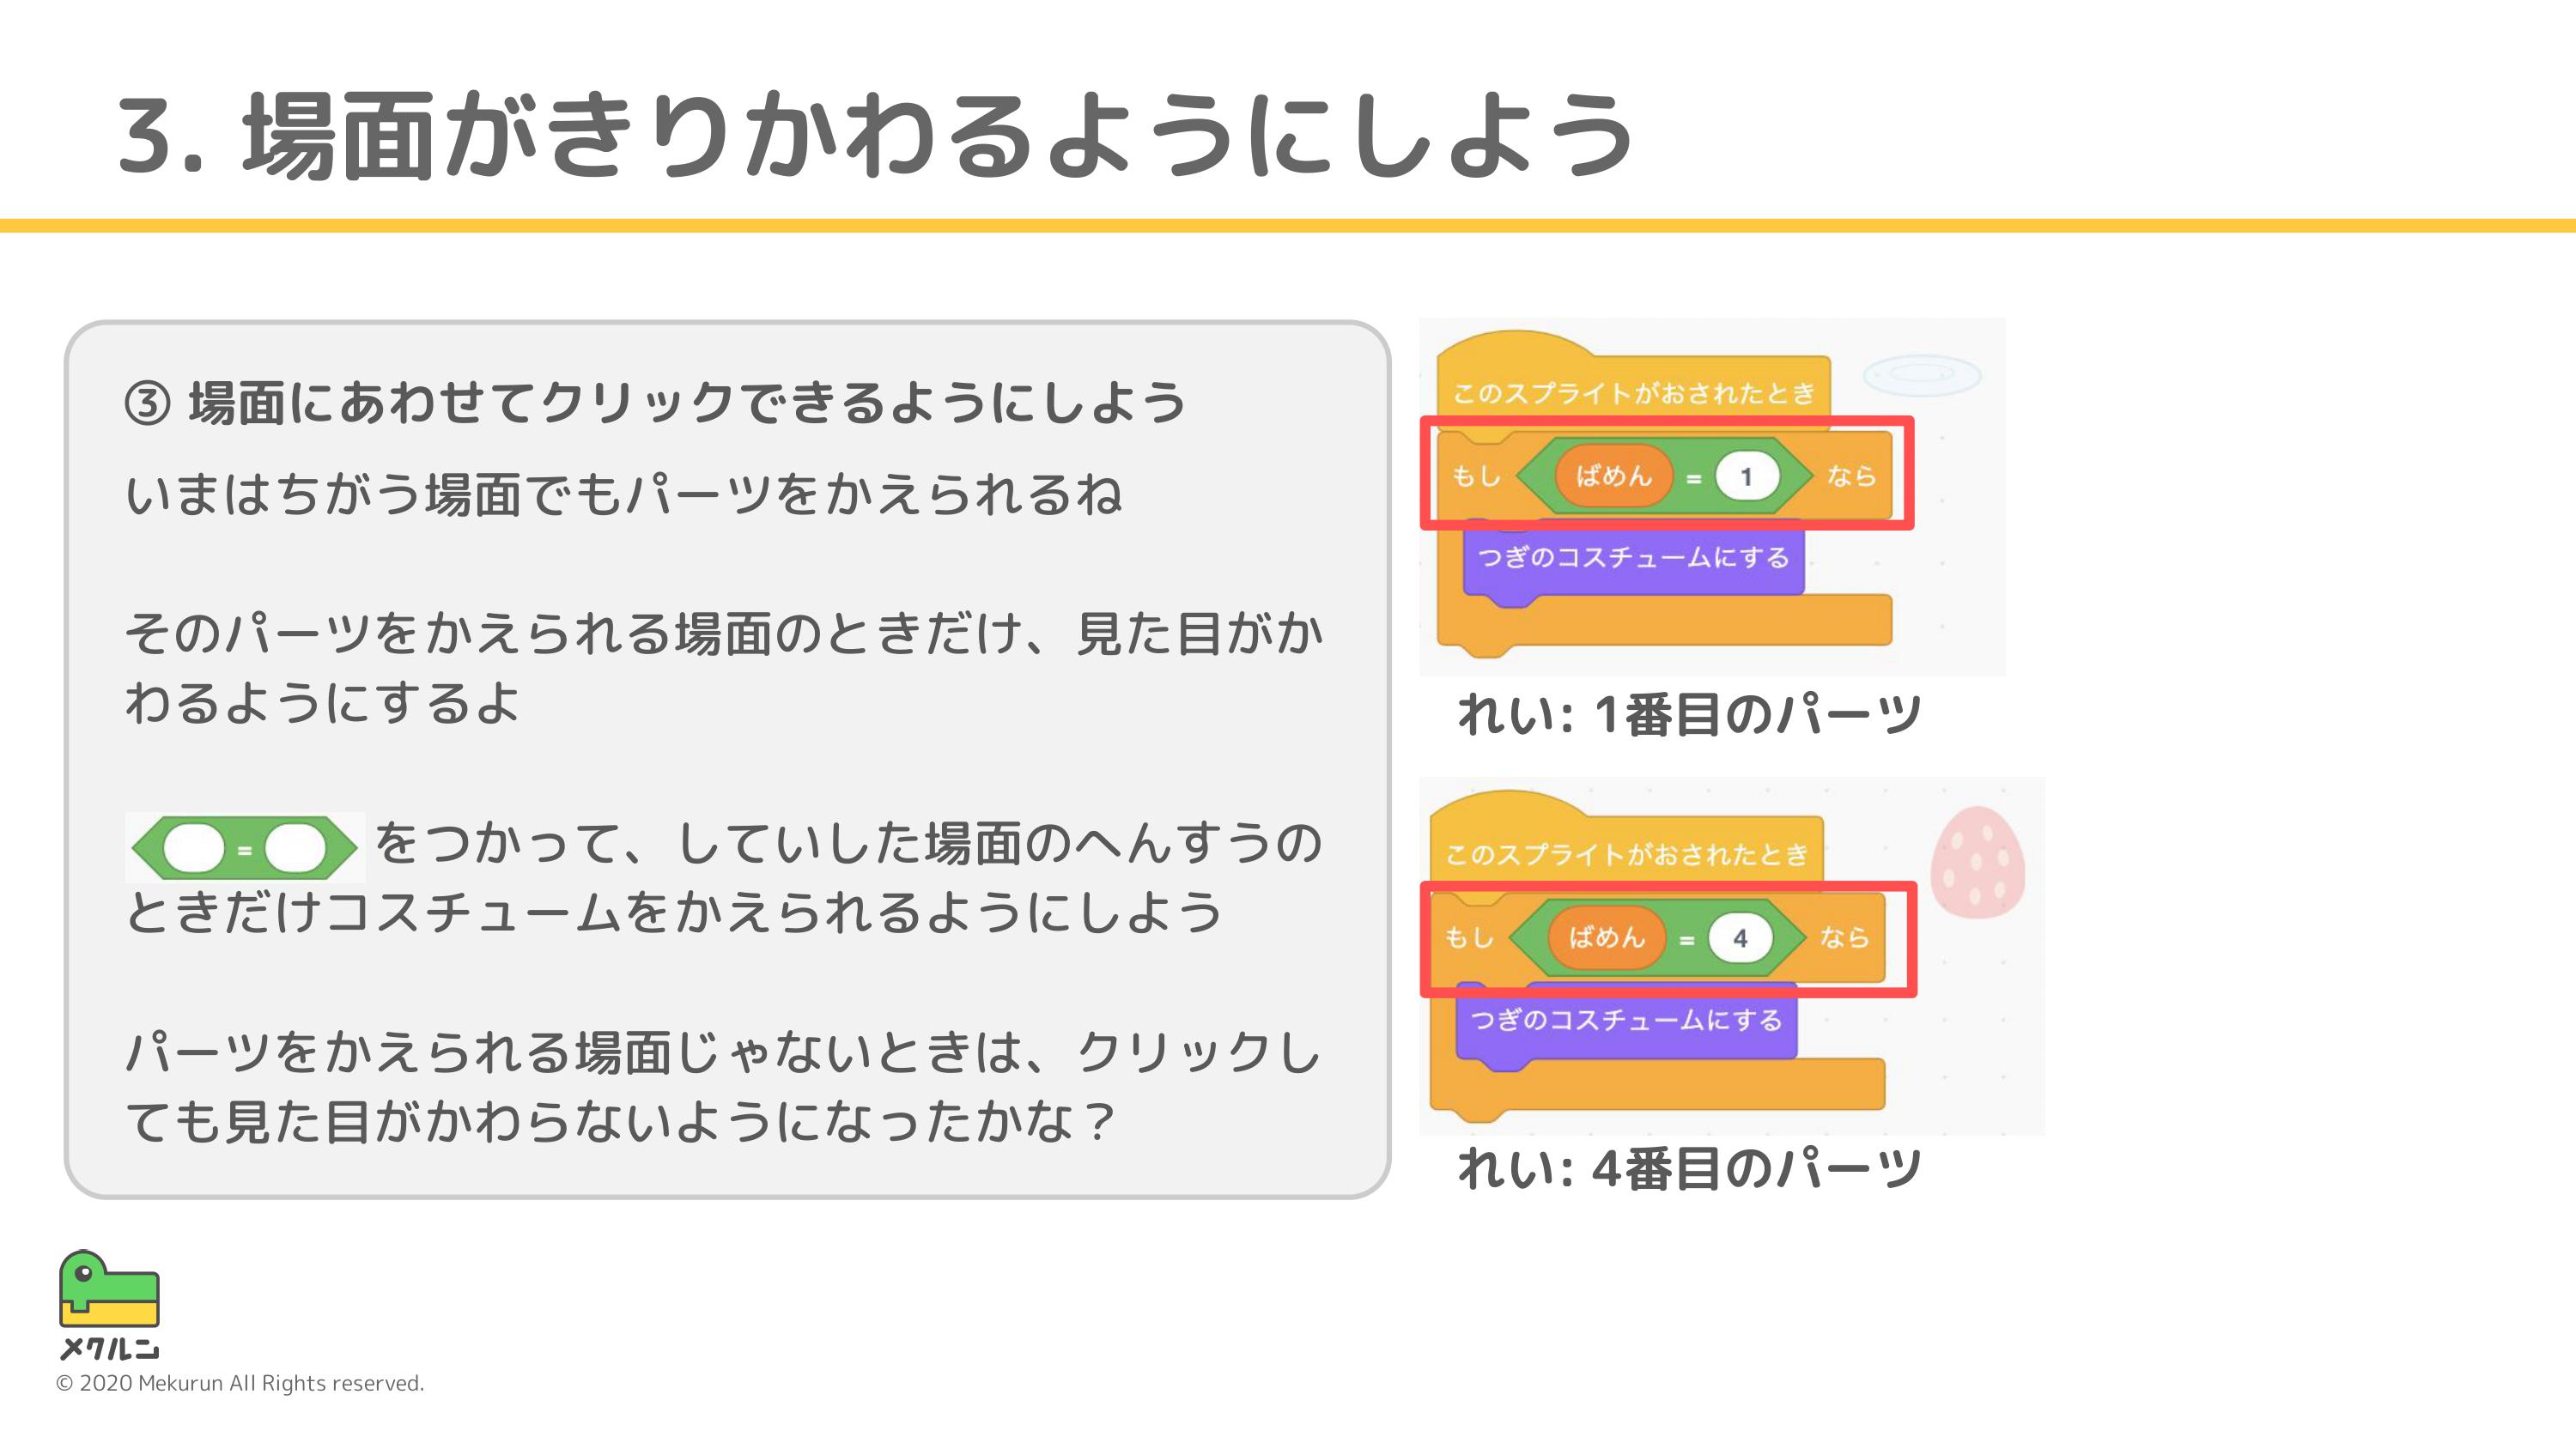 3. 場面がきりかわるようにしよう
③ 場面にあわせてクリックできるようにしよう
いまはちがう場面でもパーツをかえられるね
そのパーツをかえられる場面のときだけ、見た目がか
わるようにするよ
= をつかって、していした場面のへんすうの
ときだけコスチュームをかえられるようにしよう
パーツをかえられる場面じゃないときは、クリックし
ても見た目がかわらないようになったかな？
このスプライトがおされたとき
もし ばめん = 1 なら
つぎのコスチュームにする
れい: 1番目のパーツ
このスプライトがおされたとき
もし ばめん = 4 なら
つぎのコスチュームにする
れい: 4番目のパーツ
メクルン
© 2020 Mekurun All Rights reserved.